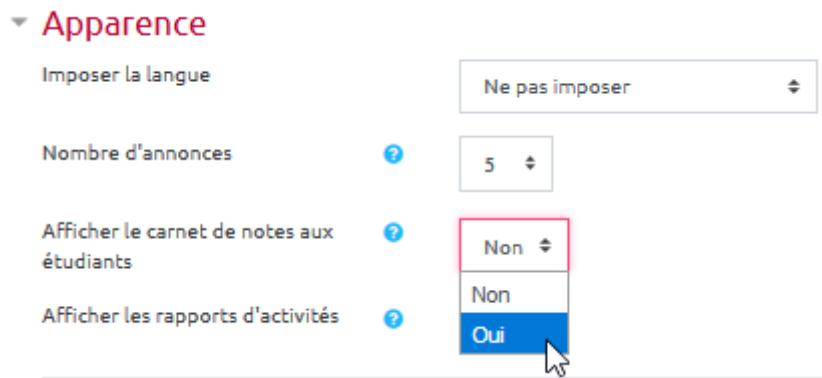 Apparence
Imposer la langue
Ne pas imposer
Nombre d'annonces
?
5
Afficher le carnet de notes aux
étudiants
?
Non
Non
Oui
Afficher les rapports d'activités
?